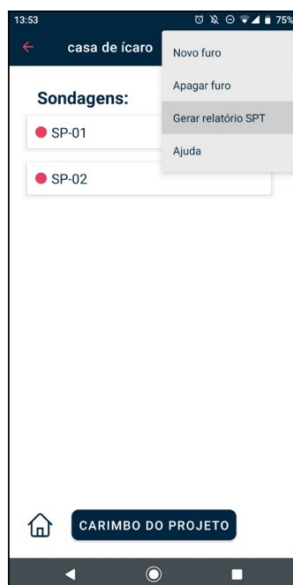 13:53
75%
casa de ícaro
Novo furo
Apagar furo
Gerar relatório SPT
Ajuda
Sondagens:
SP-01
SP-02
CARIMBO DO PROJETO